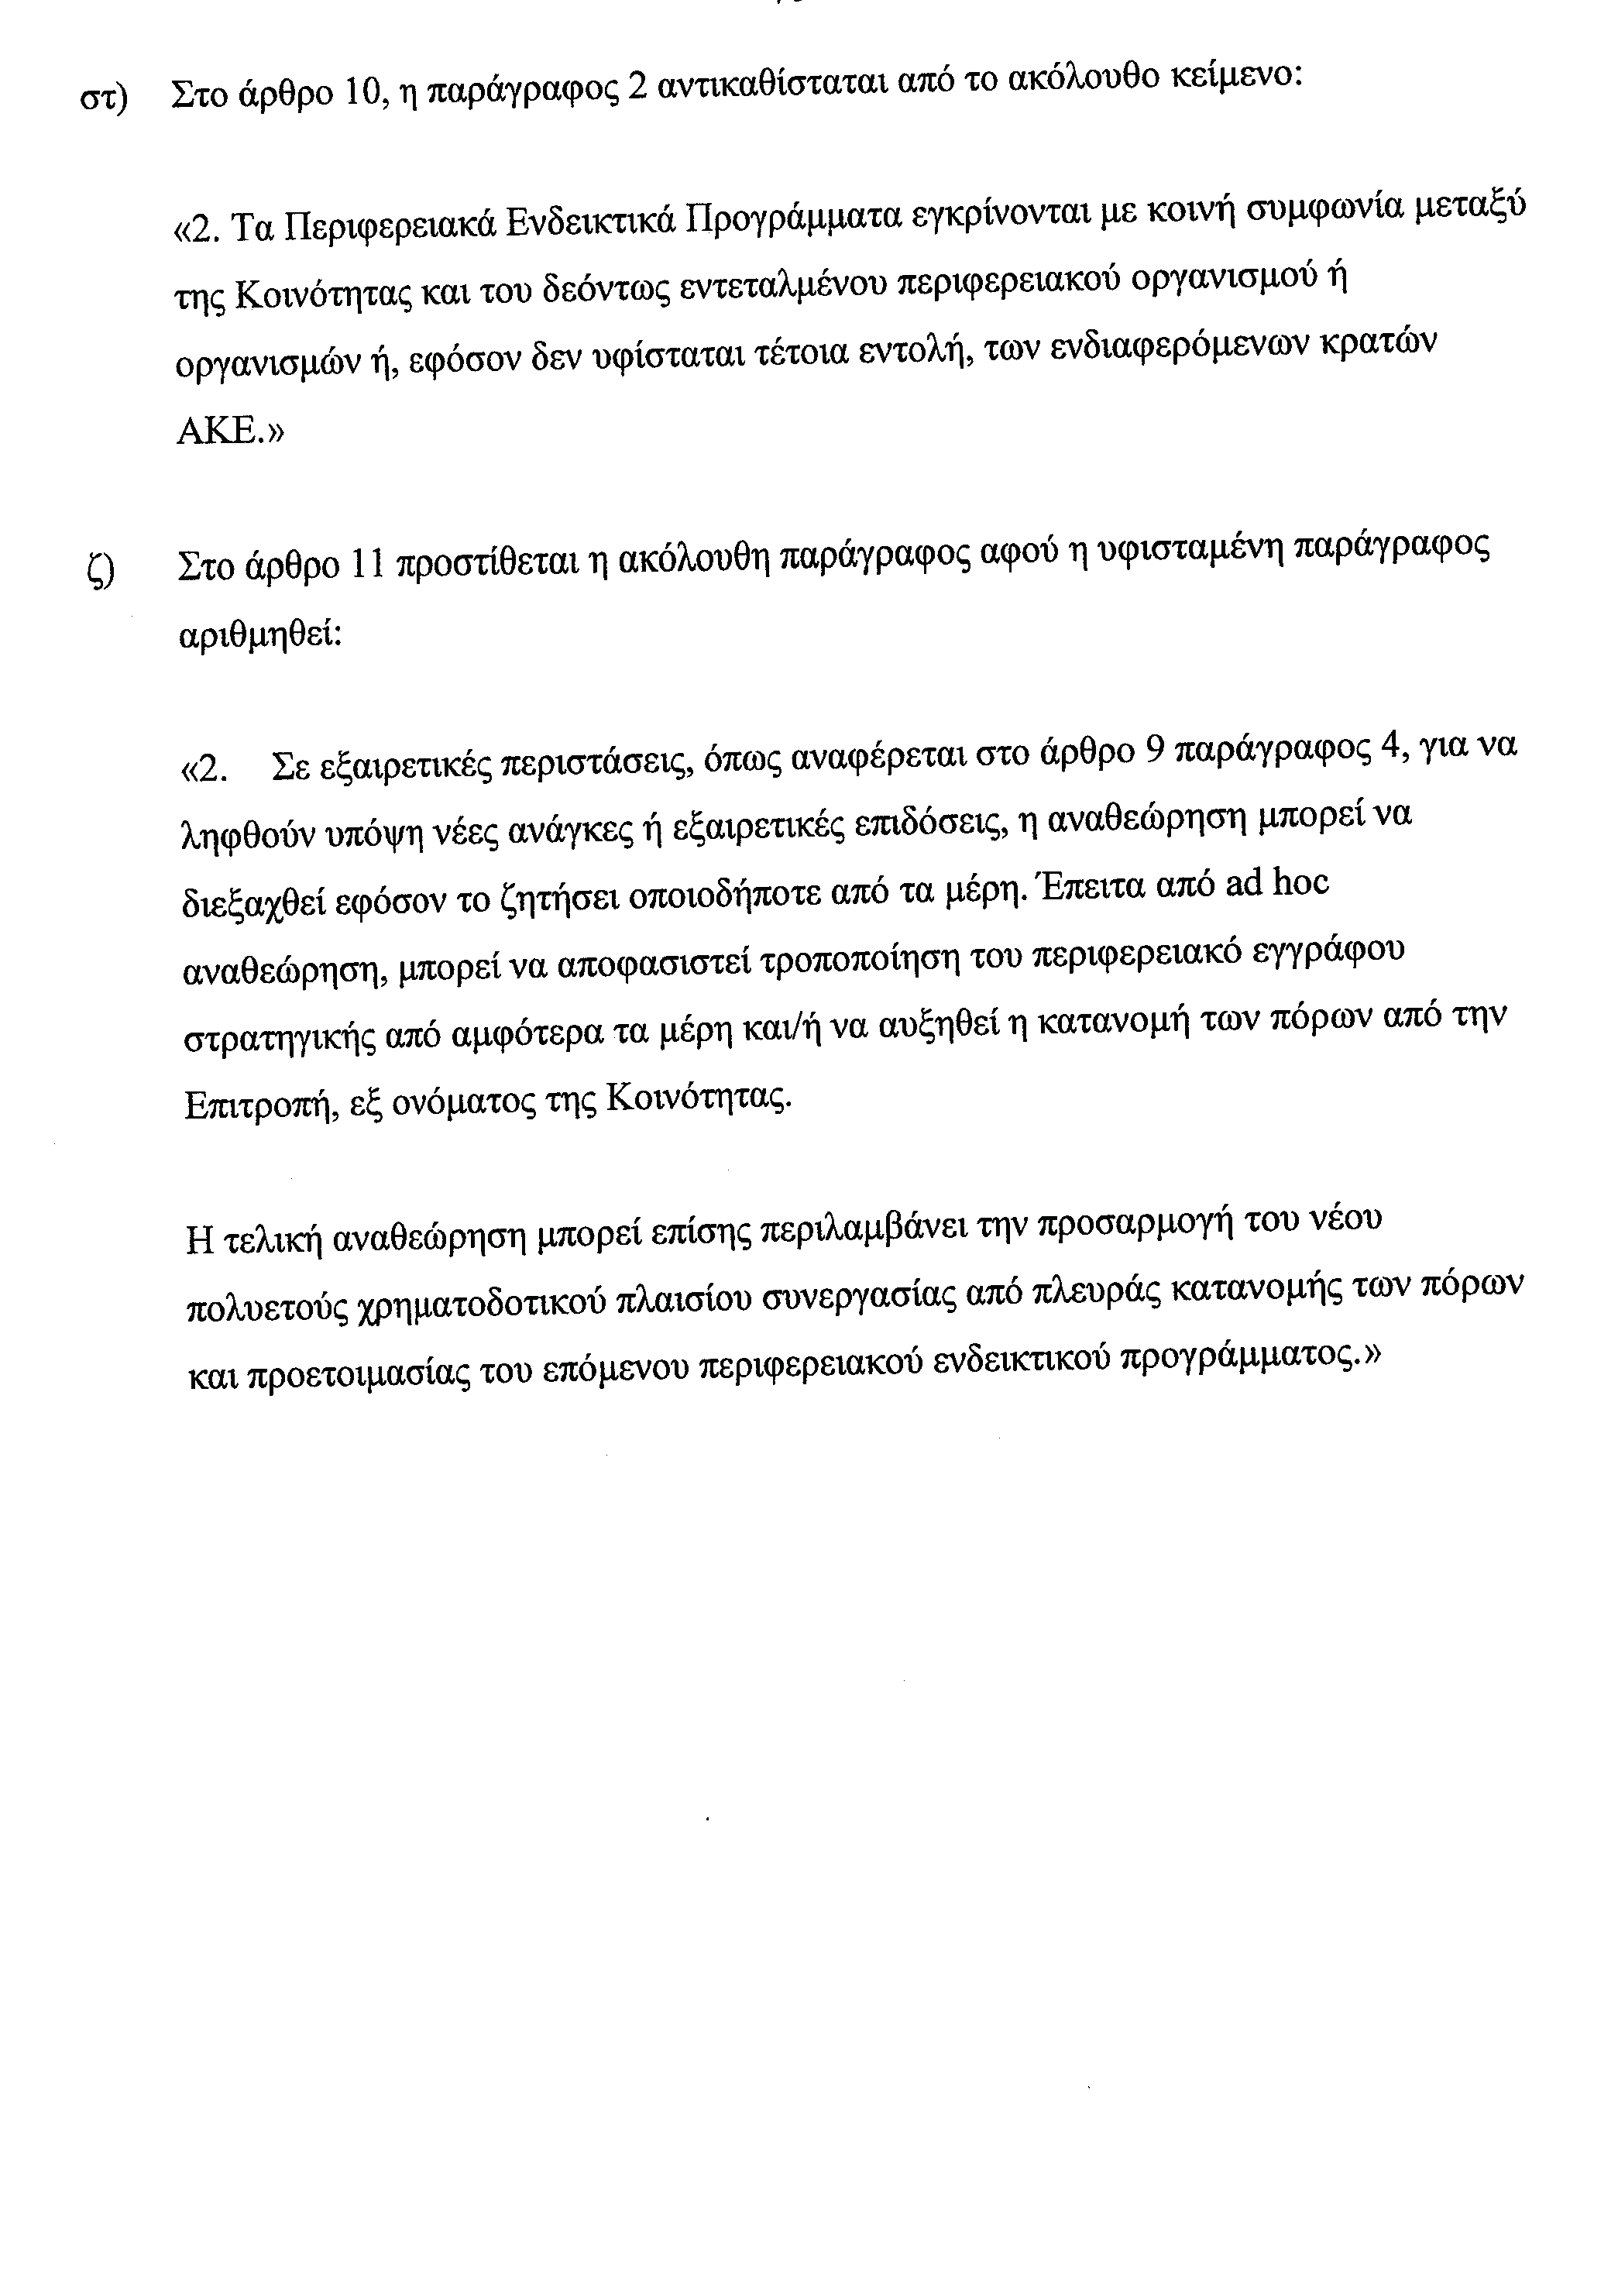 στ) Στο άρθρο 10, η παράγραφος 2 αντικαθίσταται από το ακόλουθο κείμενο:
«2. Τα Περιφερειακά Ενδεικτικά Προγράμματα εγκρίνονται με κοινή συμφωνία μεταξύ
της Κοινότητας και του δεόντως εντεταλμένου περιφερειακού οργανισμού ή
οργανισμών ή, εφόσον δεν υφίσταται τέτοια εντολή, των ενδιαφερόμενων κρατών
ΑΚΕ.»
ζ) Στο άρθρο 11 προστίθεται η ακόλουθη παράγραφος αφού η υφισταμένη παράγραφος
αριθμηθεί:
«2. Σε εξαιρετικές περιστάσεις, όπως αναφέρεται στο άρθρο 9 παράγραφος 4, για να
ληφθούν υπόψη νέες ανάγκες ή εξαιρετικές επιδόσεις, η αναθεώρηση μπορεί να
διεξαχθεί εφόσον το ζητήσει οποιοδήποτε από τα μέρη. Έπειτα από ad hoc
αναθεώρηση, μπορεί να αποφασιστεί τροποποίηση του περιφερειακό εγγράφου
στρατηγικής από αμφότερα τα μέρη και/ή να αυξηθεί η κατανομή των πόρων από την
Επιτροπή, εξ ονόματος της Κοινότητας.
Η τελική αναθεώρηση μπορεί επίσης περιλαμβάνει την προσαρμογή του νέου
πολυετούς χρηματοδοτικού πλαισίου συνεργασίας από πλευράς κατανομής των πόρων
και προετοιμασίας του επόμενου περιφερειακού ενδεικτικού προγράμματος.»